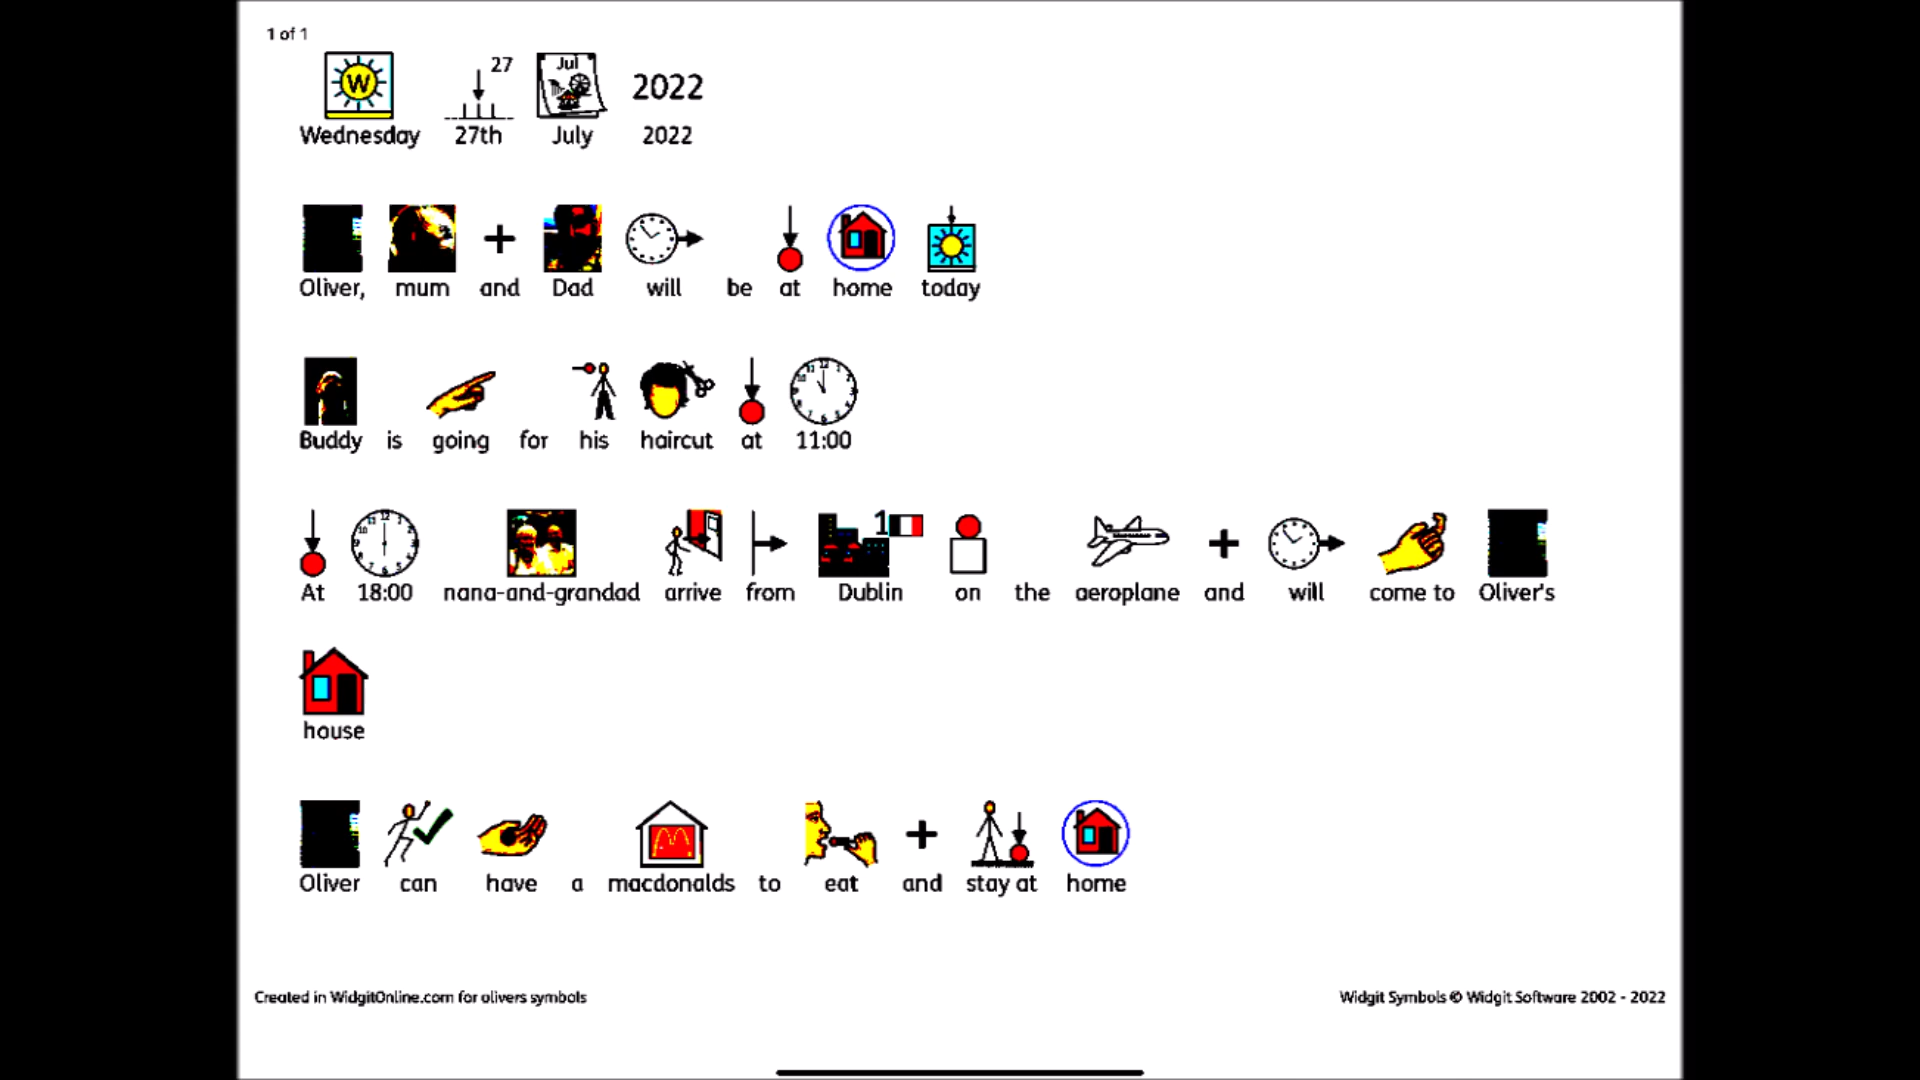 1 of 1
27 Jul 2022
W
Wednesday 27th July 2022
Oliver, mum and Dad will be at home today
Buddy is going for his haircut at 11:00
1
At 18:00 nana-and-grandad arrive from Dublin on the aeroplane and will come to Oliver's
house
Oliver can have a macdonalds to eat and stay at home
Created in WidgitOnline.com for olivers symbols
Widgit Symbols © Widgit Software 2002 - 2022